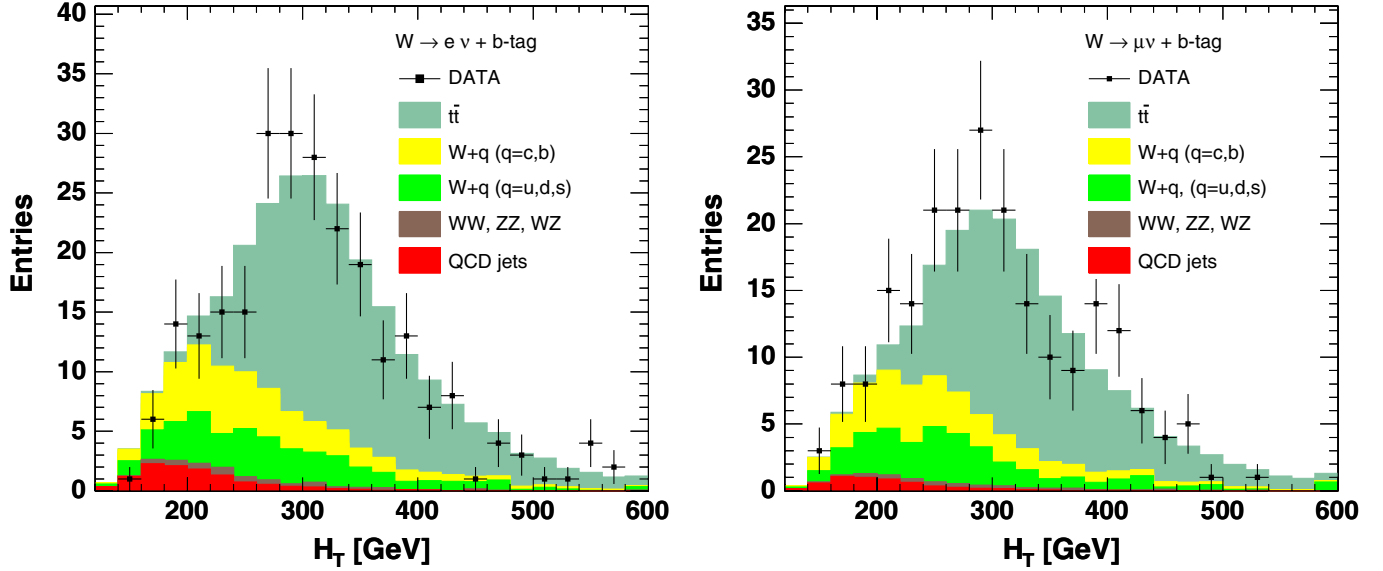 W → e ν + b-tag
DATA
tt̄
W+q (q=c,b)
W+q (q=u,d,s)
WW, ZZ, WZ
QCD jets
Entries
40
35
30
25
20
15
10
5
0
200 300 400 500 600
H_T [GeV]
W → μν + b-tag
DATA
tt̄
W+q (q=c,b)
W+q, (q=u,d,s)
WW, ZZ, WZ
QCD jets
Entries
35
30
25
20
15
10
5
0
200 300 400 500 600
H_T [GeV]